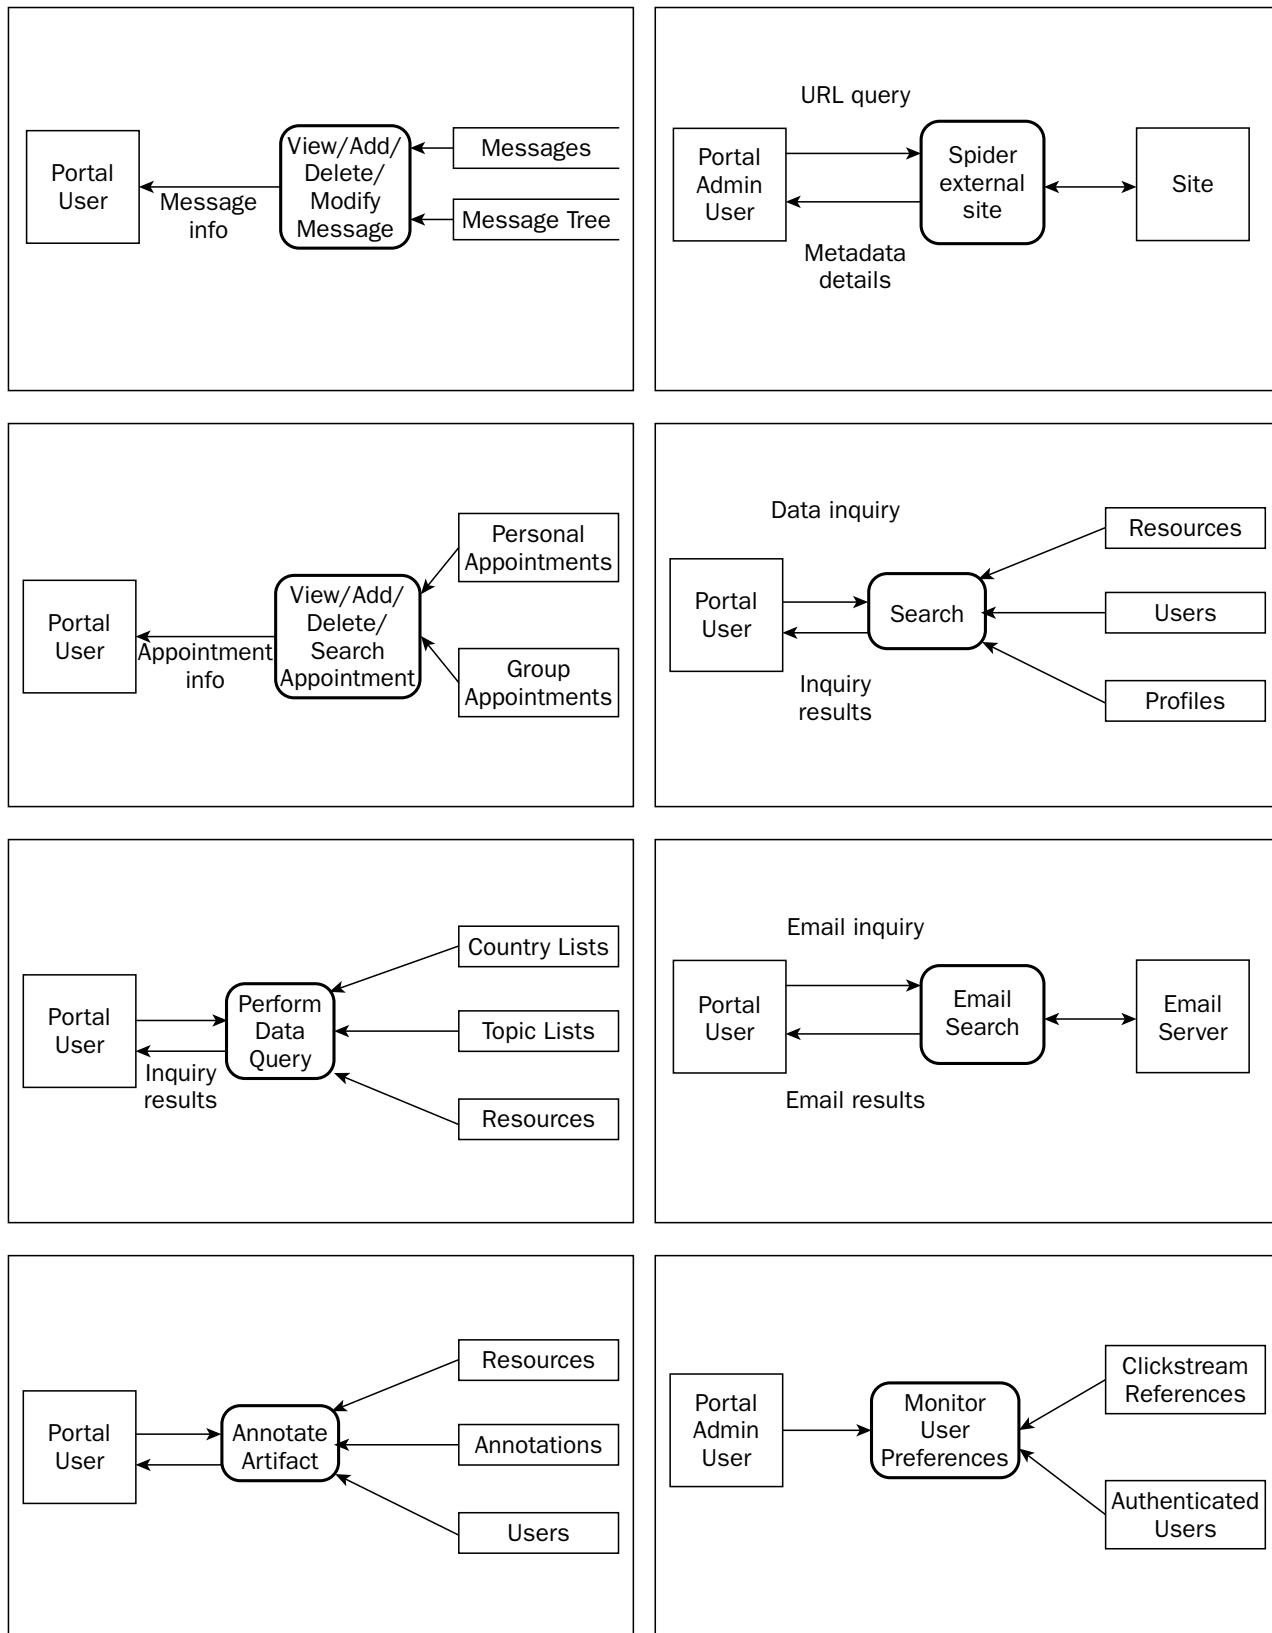 Portal
User
Message
info
View/Add/
Delete/
Modify
Message
Messages
Message Tree
URL query
Portal
Admin
User
Metadata
details
Spider
external
site
Site
Portal
User
Appointment
info
View/Add/
Delete/
Search
Appointment
Personal
Appointments
Group
Appointments
Data inquiry
Portal
User
Inquiry
results
Search
Resources
Users
Profiles
Portal
User
Inquiry
results
Perform
Data
Query
Country Lists
Topic Lists
Resources
Email inquiry
Portal
User
Email results
Email
Search
Email
Server
Portal
User
Annotate
Artifact
Resources
Annotations
Users
Portal
Admin
User
Monitor
User
Preferences
Clickstream
References
Authenticated
Users